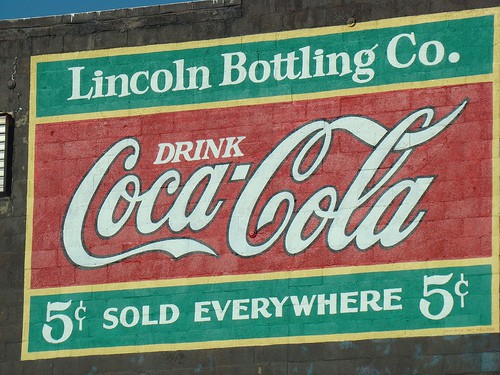 Lincoln Bottling Co.
DRINK
Coca-Cola
5¢ SOLD EVERYWHERE 5¢